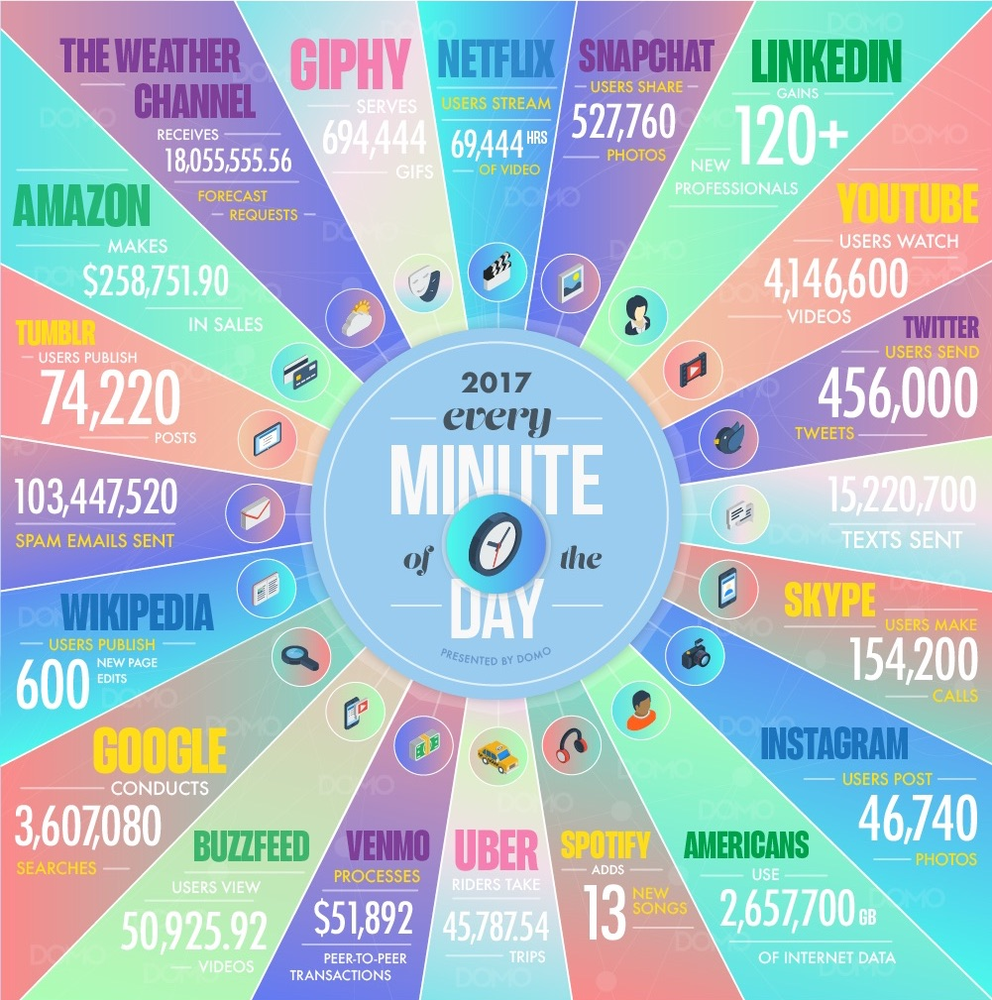 2017
every
MINUTE
of the
DAY
PRESENTED BY DOMO
THE WEATHER
CHANNEL
RECEIVES
18,055,555.56
FORECAST
REQUESTS
GIPHY
SERVES
694,444
GIFS
NETFLIX
USERS STREAM
69,444 HRS
OF VIDEO
SNAPCHAT
USERS SHARE
527,760
PHOTOS
LINKEDIN
GAINS
120+
NEW
PROFESSIONALS
YOUTUBE
USERS WATCH
4,146,600
VIDEOS
TWITTER
USERS SEND
456,000
TWEETS
15,220,700
TEXTS SENT
SKYPE
USERS MAKE
154,200
CALLS
INSTAGRAM
USERS POST
46,740
PHOTOS
AMERICANS
USE
2,657,700 GB
OF INTERNET DATA
SPOTIFY
ADDS
13 NEW
SONGS
UBER
RIDERS TAKE
45,787.54
TRIPS
VENMO
PROCESSES
$51,892
PEER-TO-PEER
TRANSACTIONS
BUZZFEED
USERS VIEW
50,925.92
VIDEOS
GOOGLE
CONDUCTS
3,607,080
SEARCHES
WIKIPEDIA
USERS PUBLISH
600 NEW PAGE
EDITS
103,447,520
SPAM EMAILS SENT
TUMBLR
USERS PUBLISH
74,220
POSTS
AMAZON
MAKES
$258,751.90
IN SALES